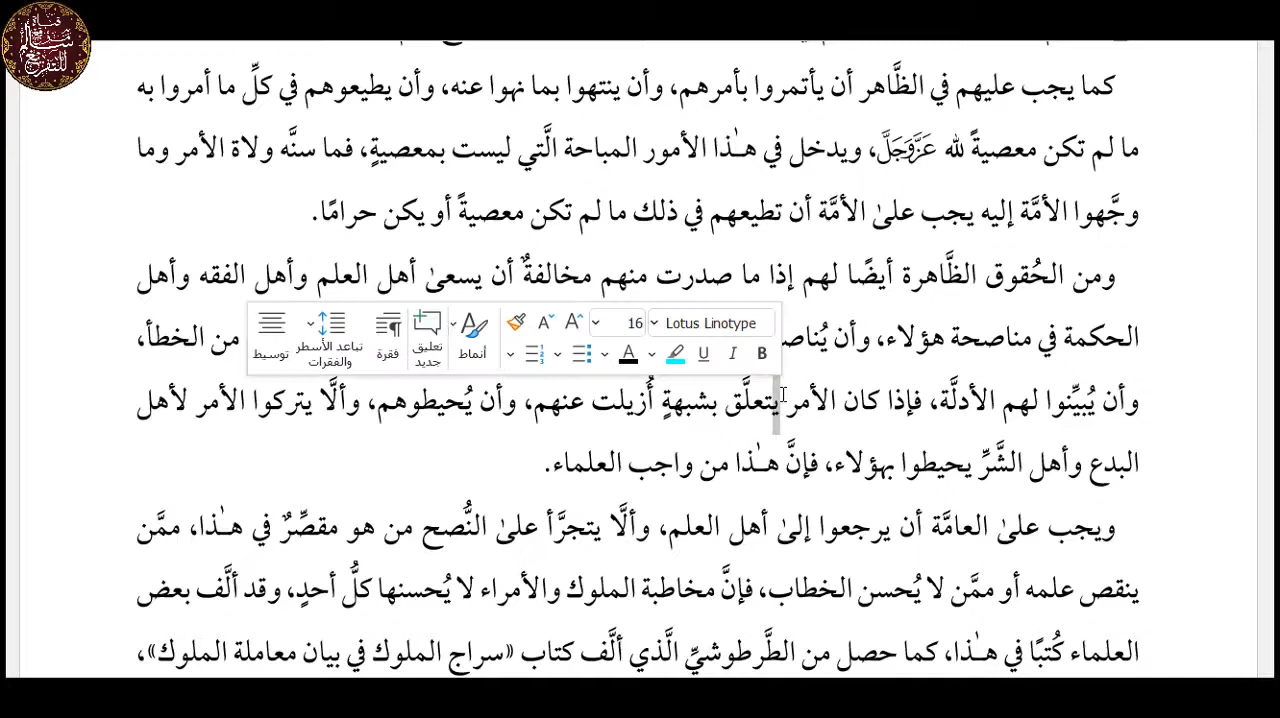 قناة
سالم
للتفريغ
كما يجب عليهم في الظَّاهر أن يأتمروا بأمرهم، وأن ينتهوا بما نهوا عنه، وأن يطيعوهم في كلِّ ما أمروا به
ما لم تكن معصيةً لله عَزَّوَجَلَّ، ويدخل في هـٰذا الأمور المباحة الَّتي ليست بمعصيةٍ، فما سنَّه ولاة الأمر وما
وجَّهوا الأمَّة إليه يجب علىٰ الأمَّة أن تطيعهم في ذلك ما لم تكن معصيةً أو يكن حرامًا.
ومن الحُقوق الظَّاهرة أيضًا لهم إذا ما صدرت منهم مخالفةٌ أن يسعىٰ أهل العلم وأهل الفقه وأهل
الحكمة في مناصحة هؤلاء، وأن يُناصـ من الخطأ،
Lotus Linotype 16
B I U A
أنماط
تعليق جديد
فقرة
تباعد الأسطر والفقرات
توسيط
وأن يُبيِّنوا لهم الأدلَّة، فإذا كان الأمر يتعلَّق بشبهةٍ أُزيلت عنهم، وأن يُحيطوهم، وألَّا يتركوا الأمر لأهل
البدع وأهل الشَّرِّ يحيطوا بهؤلاء، فإنَّ هـٰذا من واجب العلماء.
ويجب علىٰ العامَّة أن يرجعوا إلىٰ أهل العلم، وألَّا يتجرَّأ علىٰ النُّصح من هو مقصِّرٌ في هـٰذا، ممَّن
ينقص علمه أو ممَّن لا يُحسن الخطاب، فإنَّ مخاطبة الملوك والأمراء لا يُحسنها كلُّ أحدٍ، وقد ألَّف بعض
العلماء كُتبًا في هـٰذا، كما حصل من الطَّرطوشيِّ الَّذي ألَّف كتاب «سراج الملوك في بيان معاملة الملوك»،